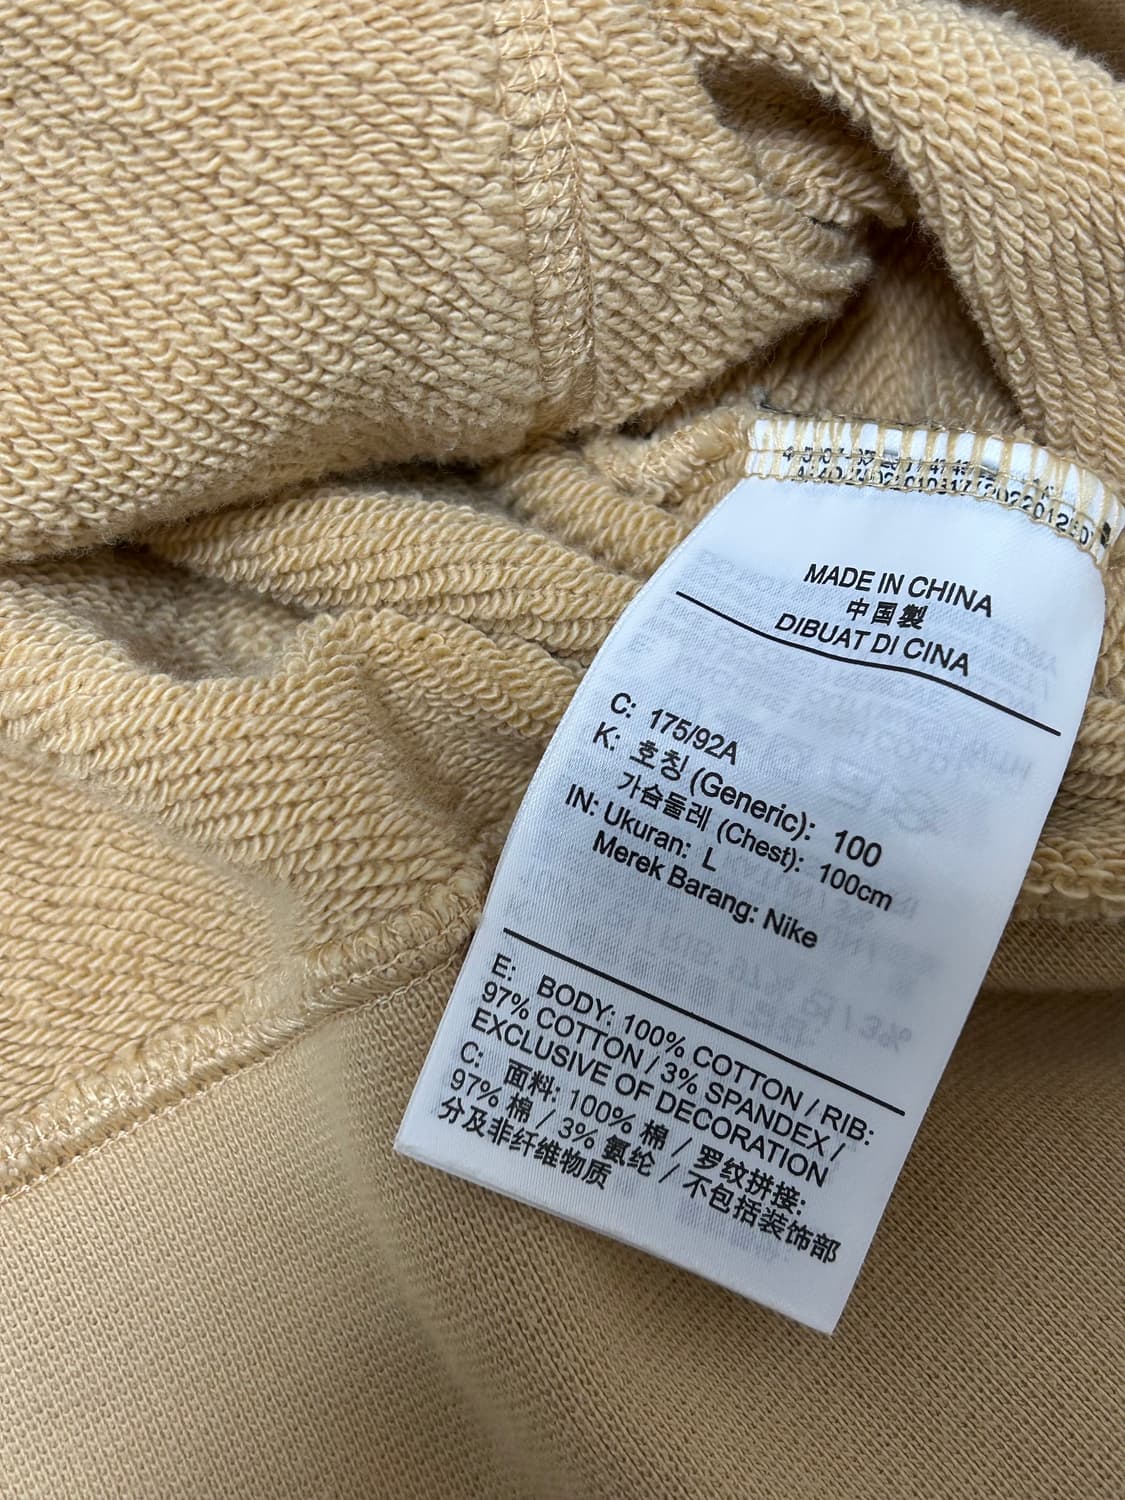 MADE IN CHINA
中国製
DIBUAT DI CINA
C: 175/92A
K: 호칭 (Generic): 100
가슴둘레 (Chest): 100cm
IN: Ukuran: L
Merek Barang: Nike
E: BODY: 100% COTTON / RIB:
97% COTTON / 3% SPANDEX /
EXCLUSIVE OF DECORATION
C: 面料: 100% 棉 / 罗纹拼接:
97% 棉 / 3% 氨纶 / 不包括装饰部
分及非纤维物质